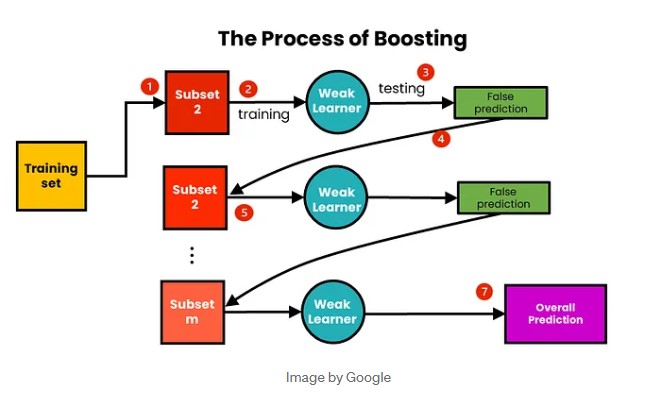 The Process of Boosting
1
Subset
2
2
training
Weak
Learner
3
testing
False
prediction
4
Training
set
Subset
2
5
Weak
Learner
False
prediction
Subset
m
Weak
Learner
7
Overall
Prediction
Image by Google